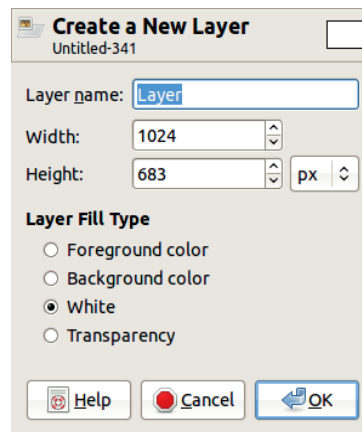 Create a New Layer
Untitled-341
Layer name: Layer
Width: 1024
Height: 683 px
Layer Fill Type
Foreground color
Background color
White
Transparency
Help Cancel OK